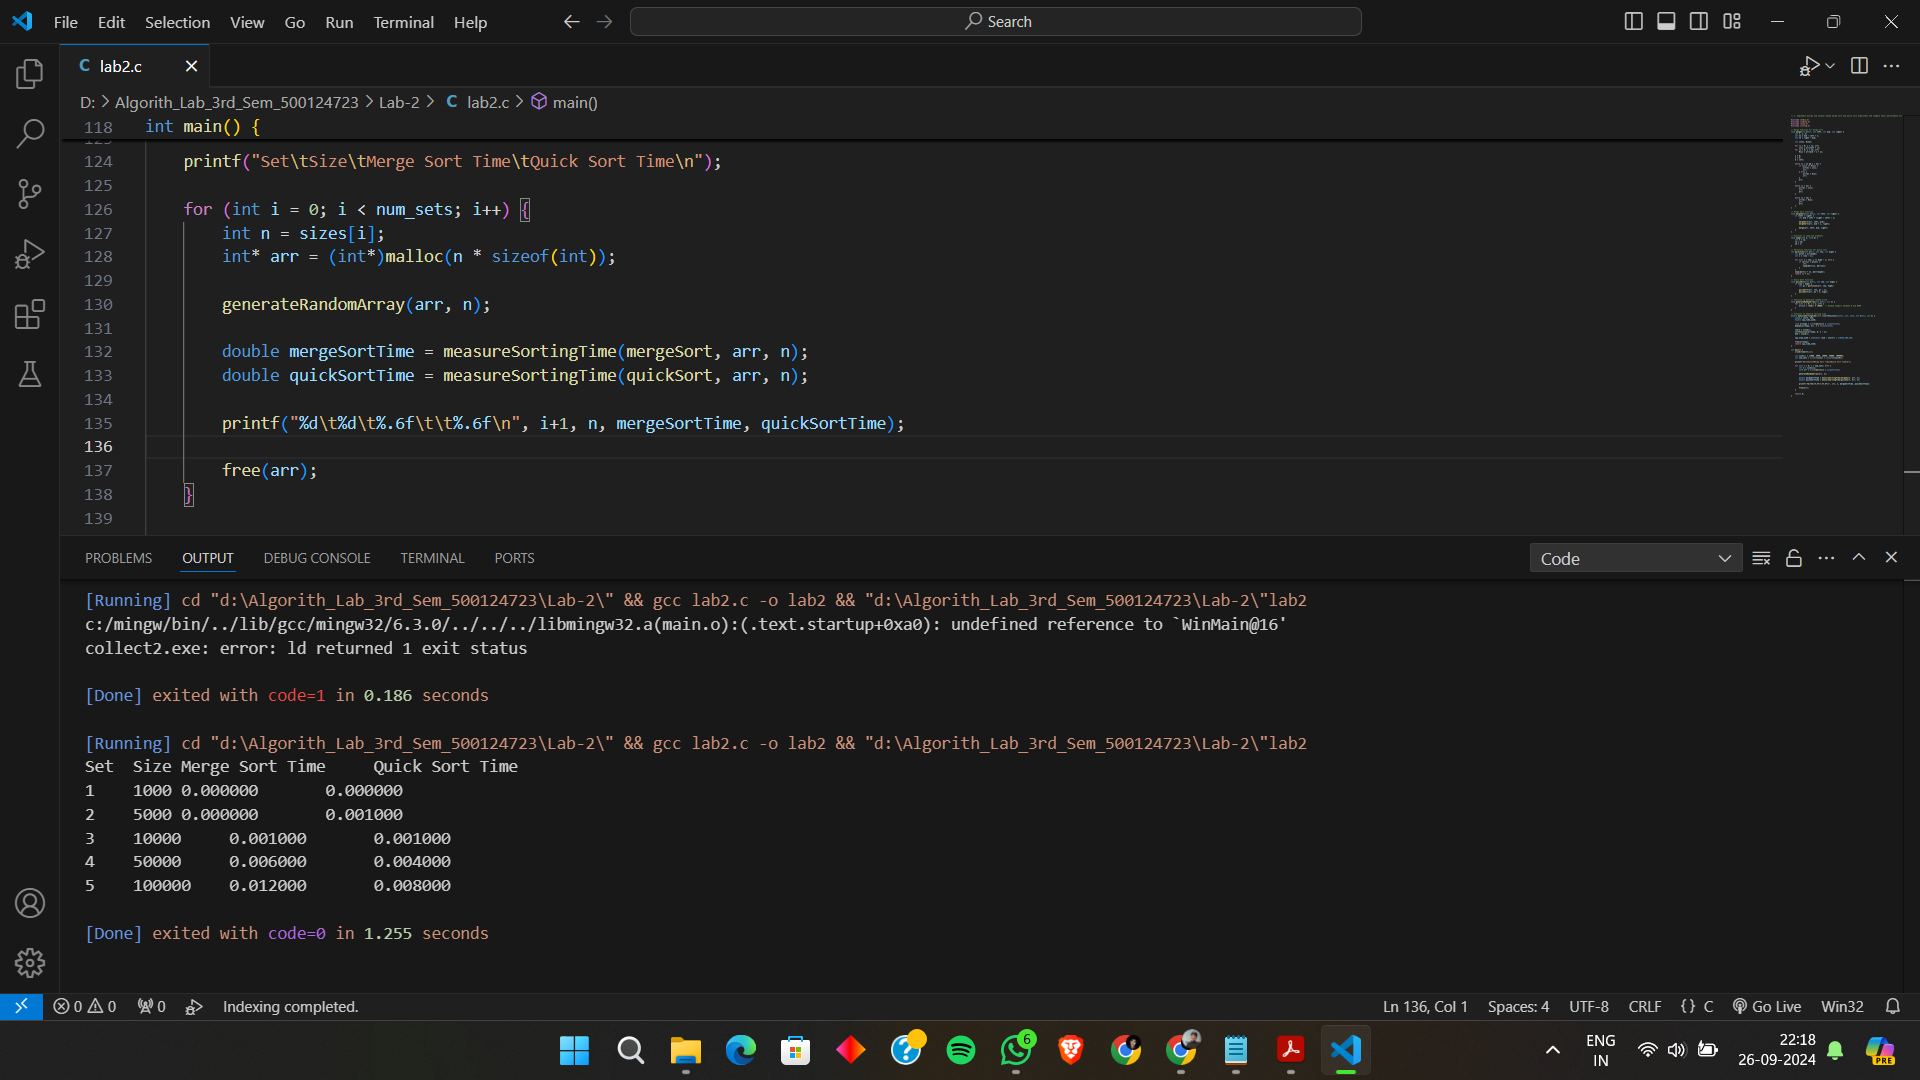 File Edit Selection View Go Run Terminal Help
Search
C lab2.c
D: > Algorith_Lab_3rd_Sem_500124723 > Lab-2 > C lab2.c > main()
118 int main() {
124 printf("Set\tSize\tMerge Sort Time\tQuick Sort Time\n");
125
126 for (int i = 0; i < num_sets; i++) {
127 int n = sizes[i];
128 int* arr = (int*)malloc(n * sizeof(int));
129
130 generateRandomArray(arr, n);
131
132 double mergeSortTime = measureSortingTime(mergeSort, arr, n);
133 double quickSortTime = measureSortingTime(quickSort, arr, n);
134
135 printf("%d\t%d\t%.6f\t\t%.6f\n", i+1, n, mergeSortTime, quickSortTime);
136
137 free(arr);
138 }
139
PROBLEMS OUTPUT DEBUG CONSOLE TERMINAL PORTS
Code
[Running] cd "d:\Algorith_Lab_3rd_Sem_500124723\Lab-2\" && gcc lab2.c -o lab2 && "d:\Algorith_Lab_3rd_Sem_500124723\Lab-2\"lab2
c:/mingw/bin/../lib/gcc/mingw32/6.3.0/../../../libmingw32.a(main.o):(.text.startup+0xa0): undefined reference to `WinMain@16'
collect2.exe: error: ld returned 1 exit status
[Done] exited with code=1 in 0.186 seconds
[Running] cd "d:\Algorith_Lab_3rd_Sem_500124723\Lab-2\" && gcc lab2.c -o lab2 && "d:\Algorith_Lab_3rd_Sem_500124723\Lab-2\"lab2
Set Size Merge Sort Time Quick Sort Time
1 1000 0.000000 0.000000
2 5000 0.000000 0.001000
3 10000 0.001000 0.001000
4 50000 0.006000 0.004000
5 100000 0.012000 0.008000
[Done] exited with code=0 in 1.255 seconds
0 0 0 Indexing completed.
Ln 136, Col 1 Spaces: 4 UTF-8 CRLF {} C Go Live Win32
6
ENG
IN
22:18
26-09-2024
PRE